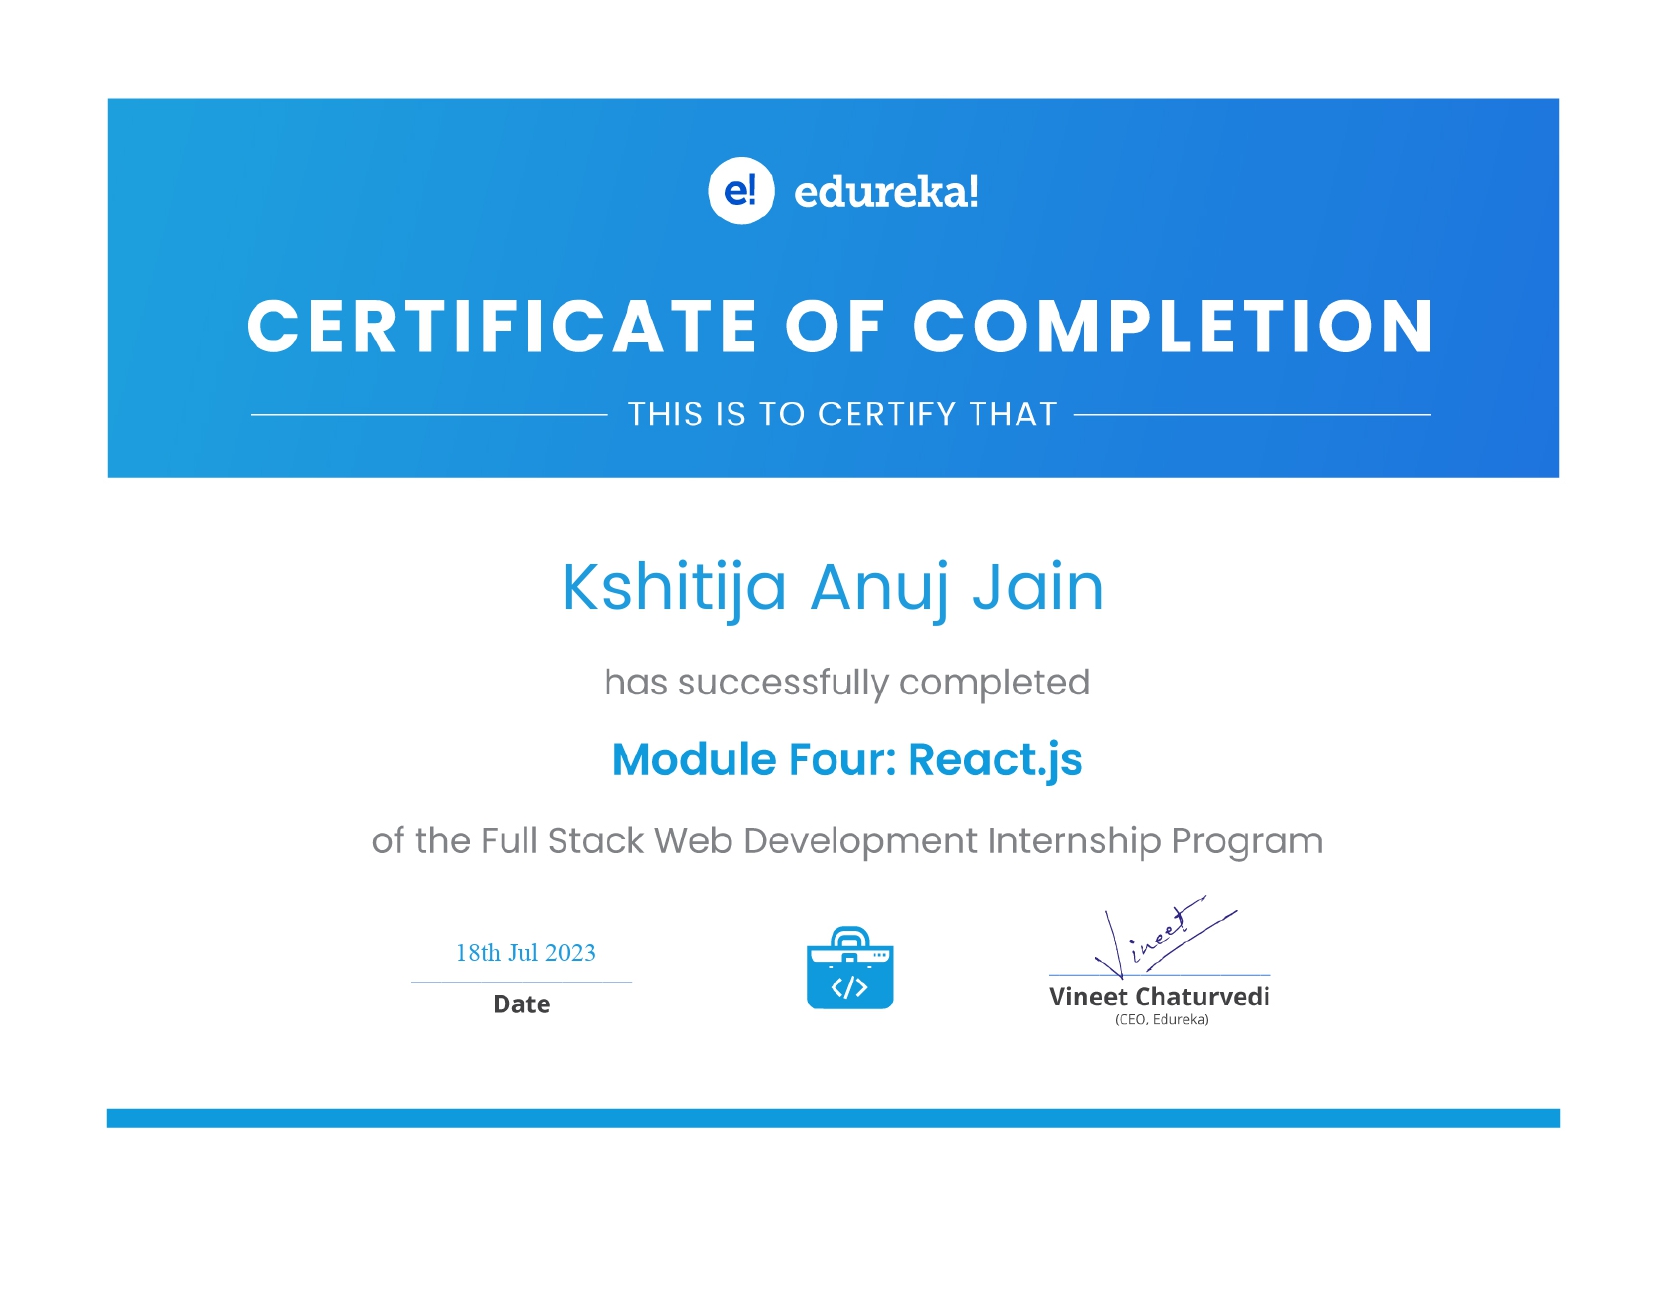 e! edureka!
CERTIFICATE OF COMPLETION
THIS IS TO CERTIFY THAT
Kshitija Anuj Jain
has successfully completed
Module Four: React.js
of the Full Stack Web Development Internship Program
Vineet
18th Jul 2023
</>
Date
Vineet Chaturvedi
(CEO, Edureka)